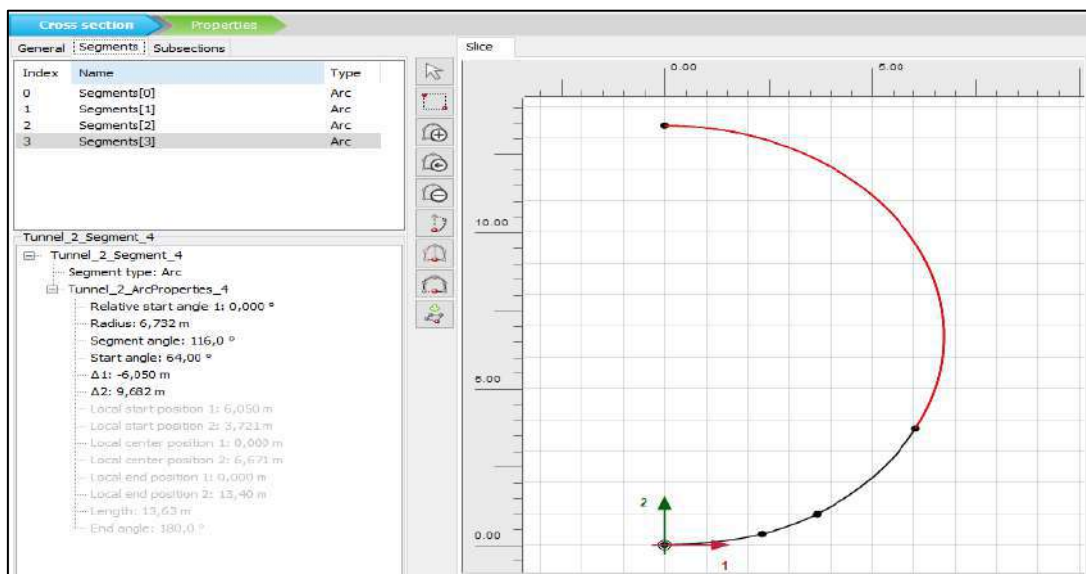 Cross section Properties
General Segments Subsections
Index Name Type
0 Segments[0] Arc
1 Segments[1] Arc
2 Segments[2] Arc
3 Segments[3] Arc
Tunnel_2_Segment_4
Tunnel_2_Segment_4
Segment type: Arc
Tunnel_2_ArcProperties_4
Relative start angle 1: 0,000 °
Radius: 6,732 m
Segment angle: 116,0 °
Start angle: 64,00 °
Δ1: -6,050 m
Δ2: 9,682 m
Local start position 1: 6,050 m
Local start position 2: 3,721 m
Local center position 1: 0,000 m
Local center position 2: 6,671 m
Local end position 1: 0,000 m
Local end position 2: 13,40 m
Length: 13,63 m
End angle: 180,0 °
Slice
0.00 5.00
10.00
5.00
0.00
2
1